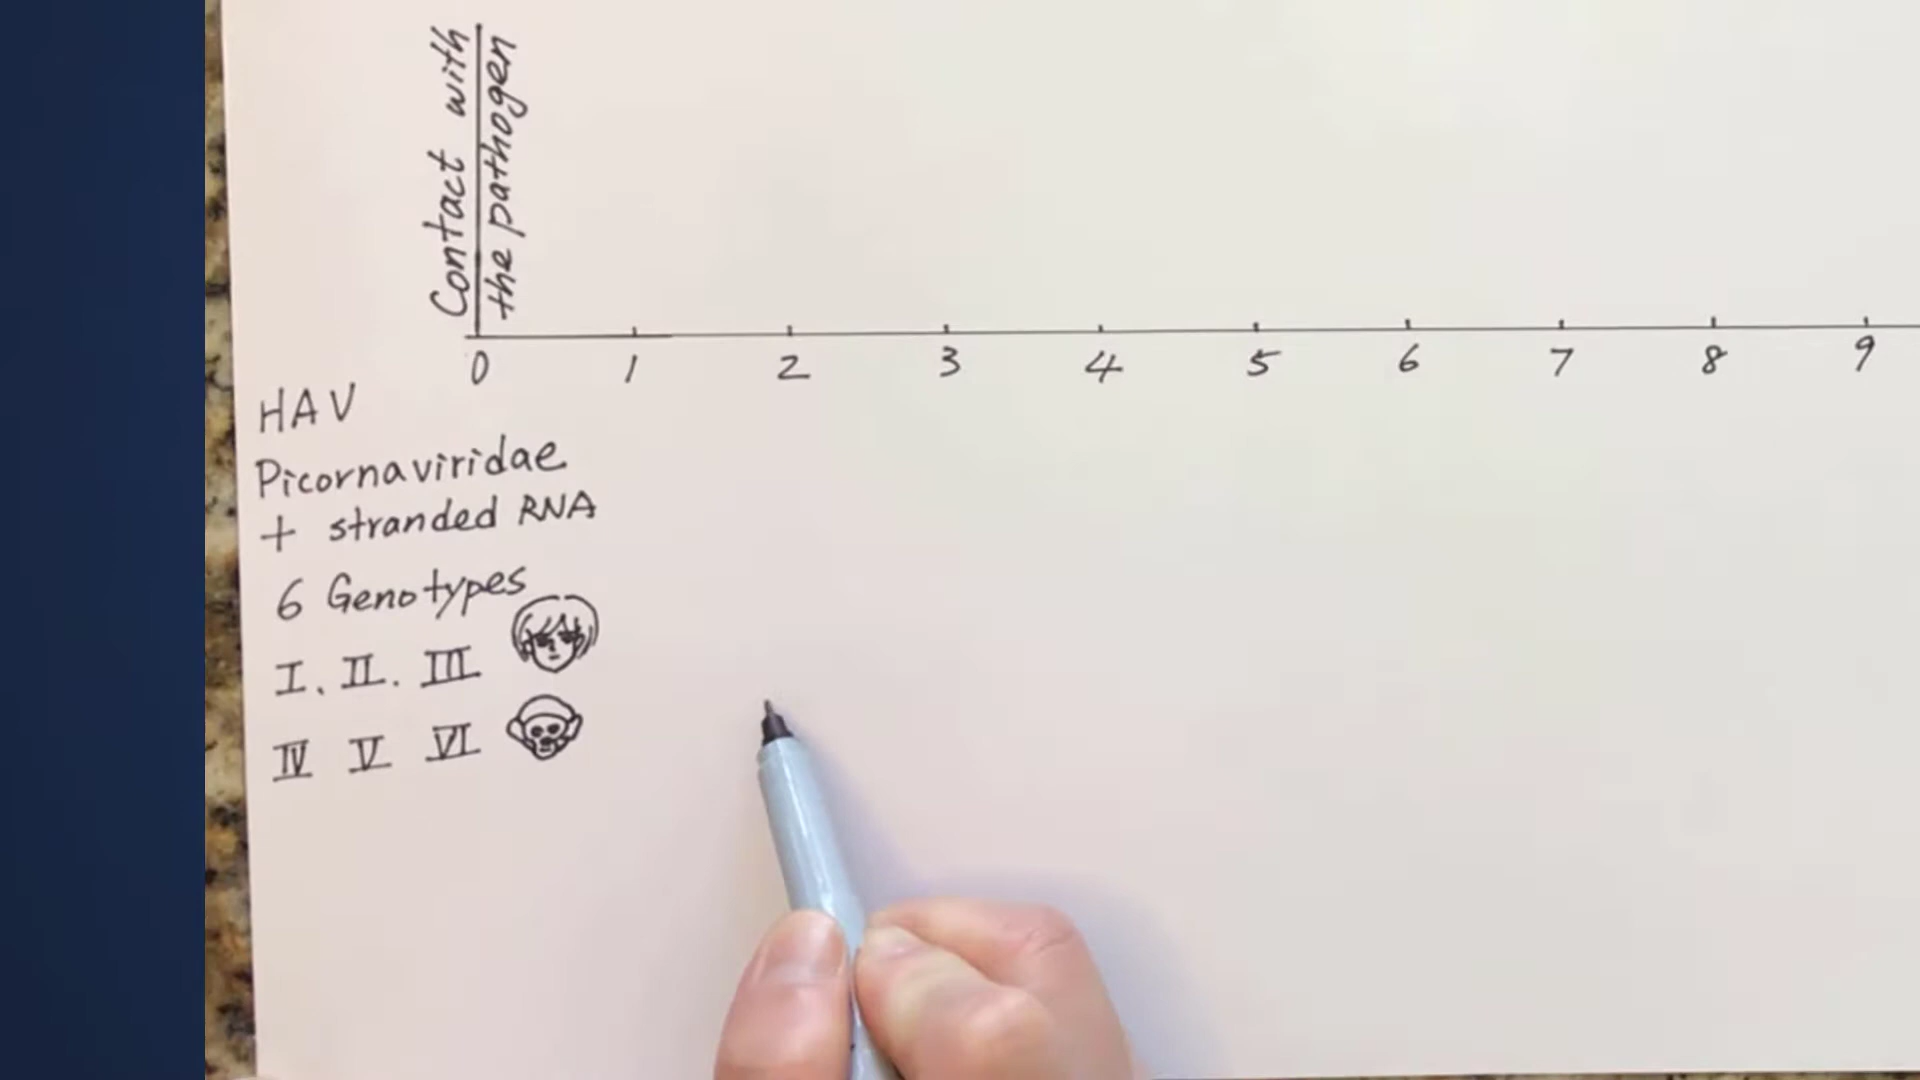 Contact with
the pathogen
0 1 2 3 4 5 6 7 8 9
HAV
Picornaviridae
+ stranded RNA
6 Genotypes
I. II. III
IV V VI